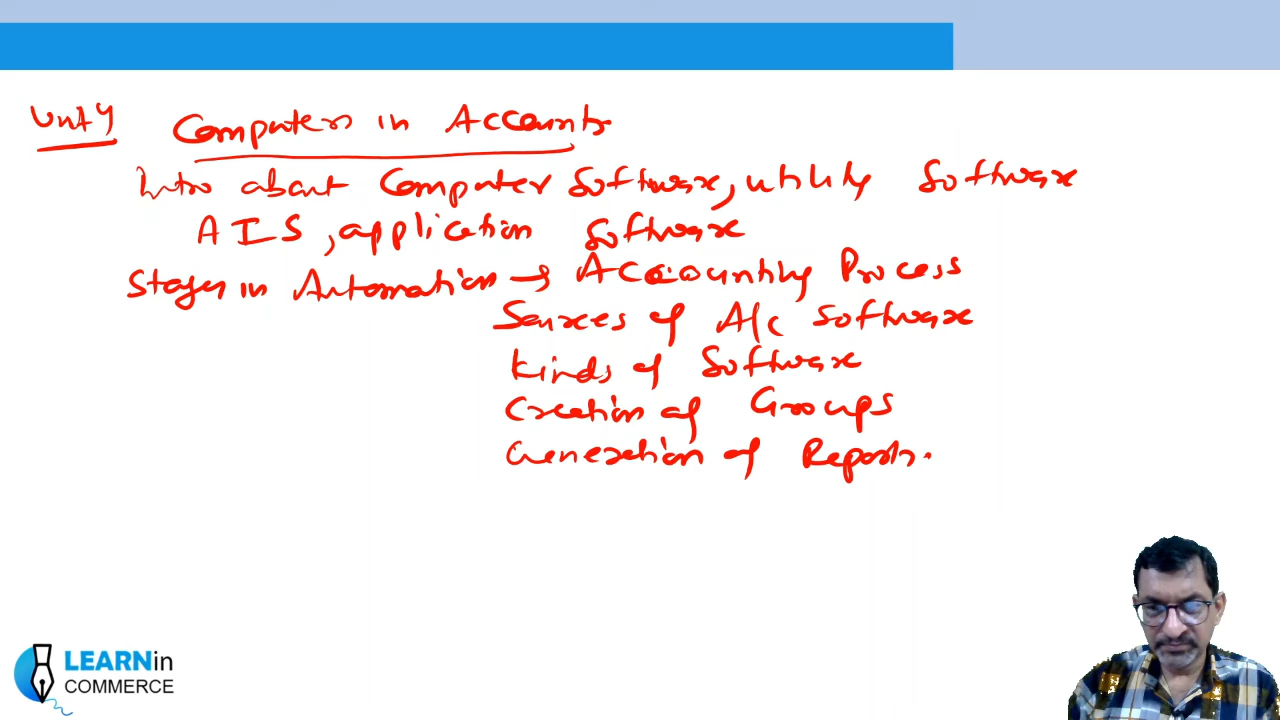 Unit 4 Computers in Accounts
Intro about Computer Software, utility Software
AIS, application Software
Stages in Automation → Accounting Process
Sources of A/c Software
Kinds of Software
Creation of Groups
Generation of Reports.
LEARNin
COMMERCE